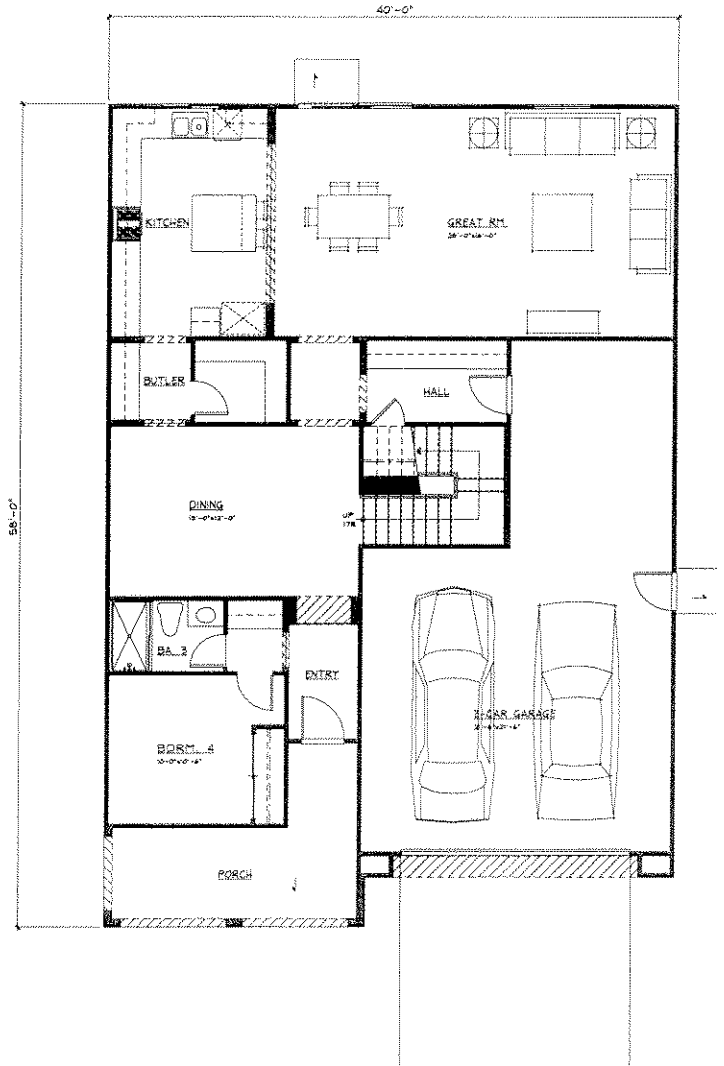 40'-0"
58'-0"
KITCHEN
GREAT RM
BUTLER
HALL
DINING
UP
17R
BA. 3
ENTRY
BDRM. 4
2-CAR GARAGE
PORCH